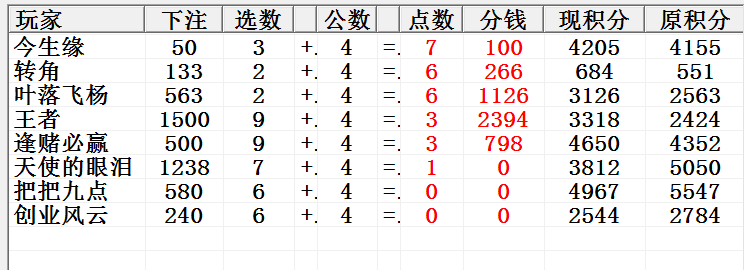 玩家 下注 选数 公数 点数 分钱 现积分 原积分
今生缘 50 3 +. 4 =. 7 100 4205 4155
转角 133 2 +. 4 =. 6 266 684 551
叶落飞杨 563 2 +. 4 =. 6 1126 3126 2563
王者 1500 9 +. 4 =. 3 2394 3318 2424
逢赌必赢 500 9 +. 4 =. 3 798 4650 4352
天使的眼泪 1238 7 +. 4 =. 1 0 3812 5050
把把九点 580 6 +. 4 =. 0 0 4967 5547
创业风云 240 6 +. 4 =. 0 0 2544 2784